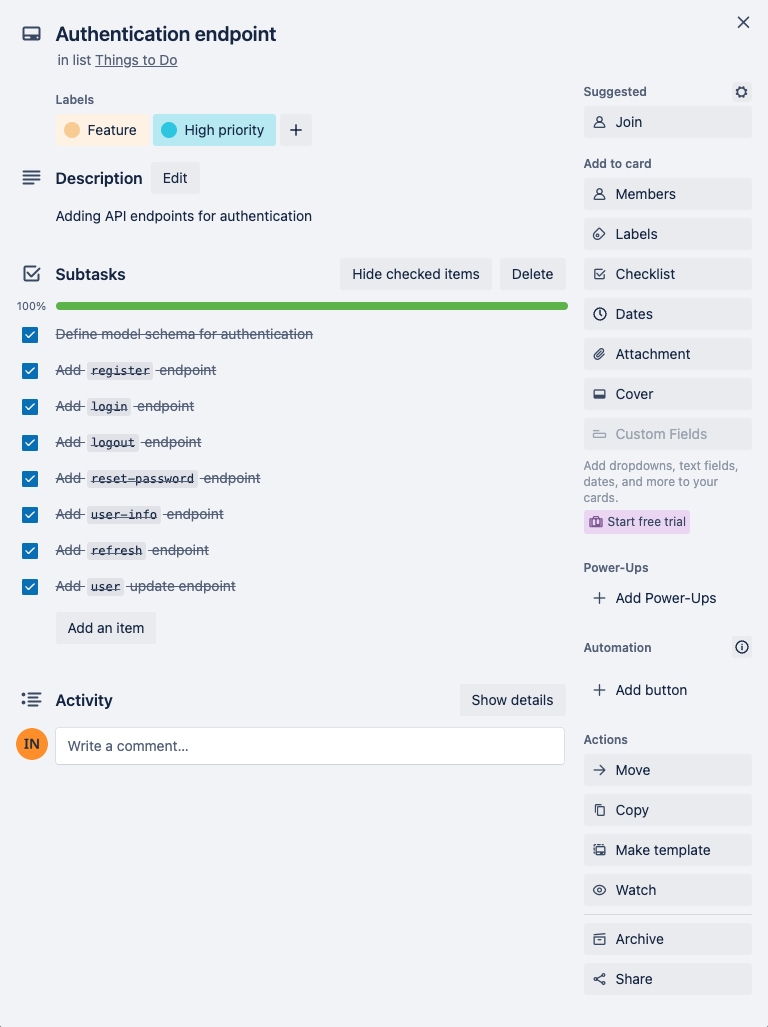 Authentication endpoint
in list Things to Do
Labels
Feature
High priority
Description
Edit
Adding API endpoints for authentication
Subtasks
Hide checked items
Delete
100%
Define model schema for authentication
Add register endpoint
Add login endpoint
Add logout endpoint
Add reset-password endpoint
Add user-info endpoint
Add refresh endpoint
Add user update endpoint
Add an item
Activity
Show details
IN
Write a comment…
Suggested
Join
Add to card
Members
Labels
Checklist
Dates
Attachment
Cover
Custom Fields
Add dropdowns, text fields,
dates, and more to your
cards.
Start free trial
Power-Ups
Add Power-Ups
Automation
Add button
Actions
Move
Copy
Make template
Watch
Archive
Share